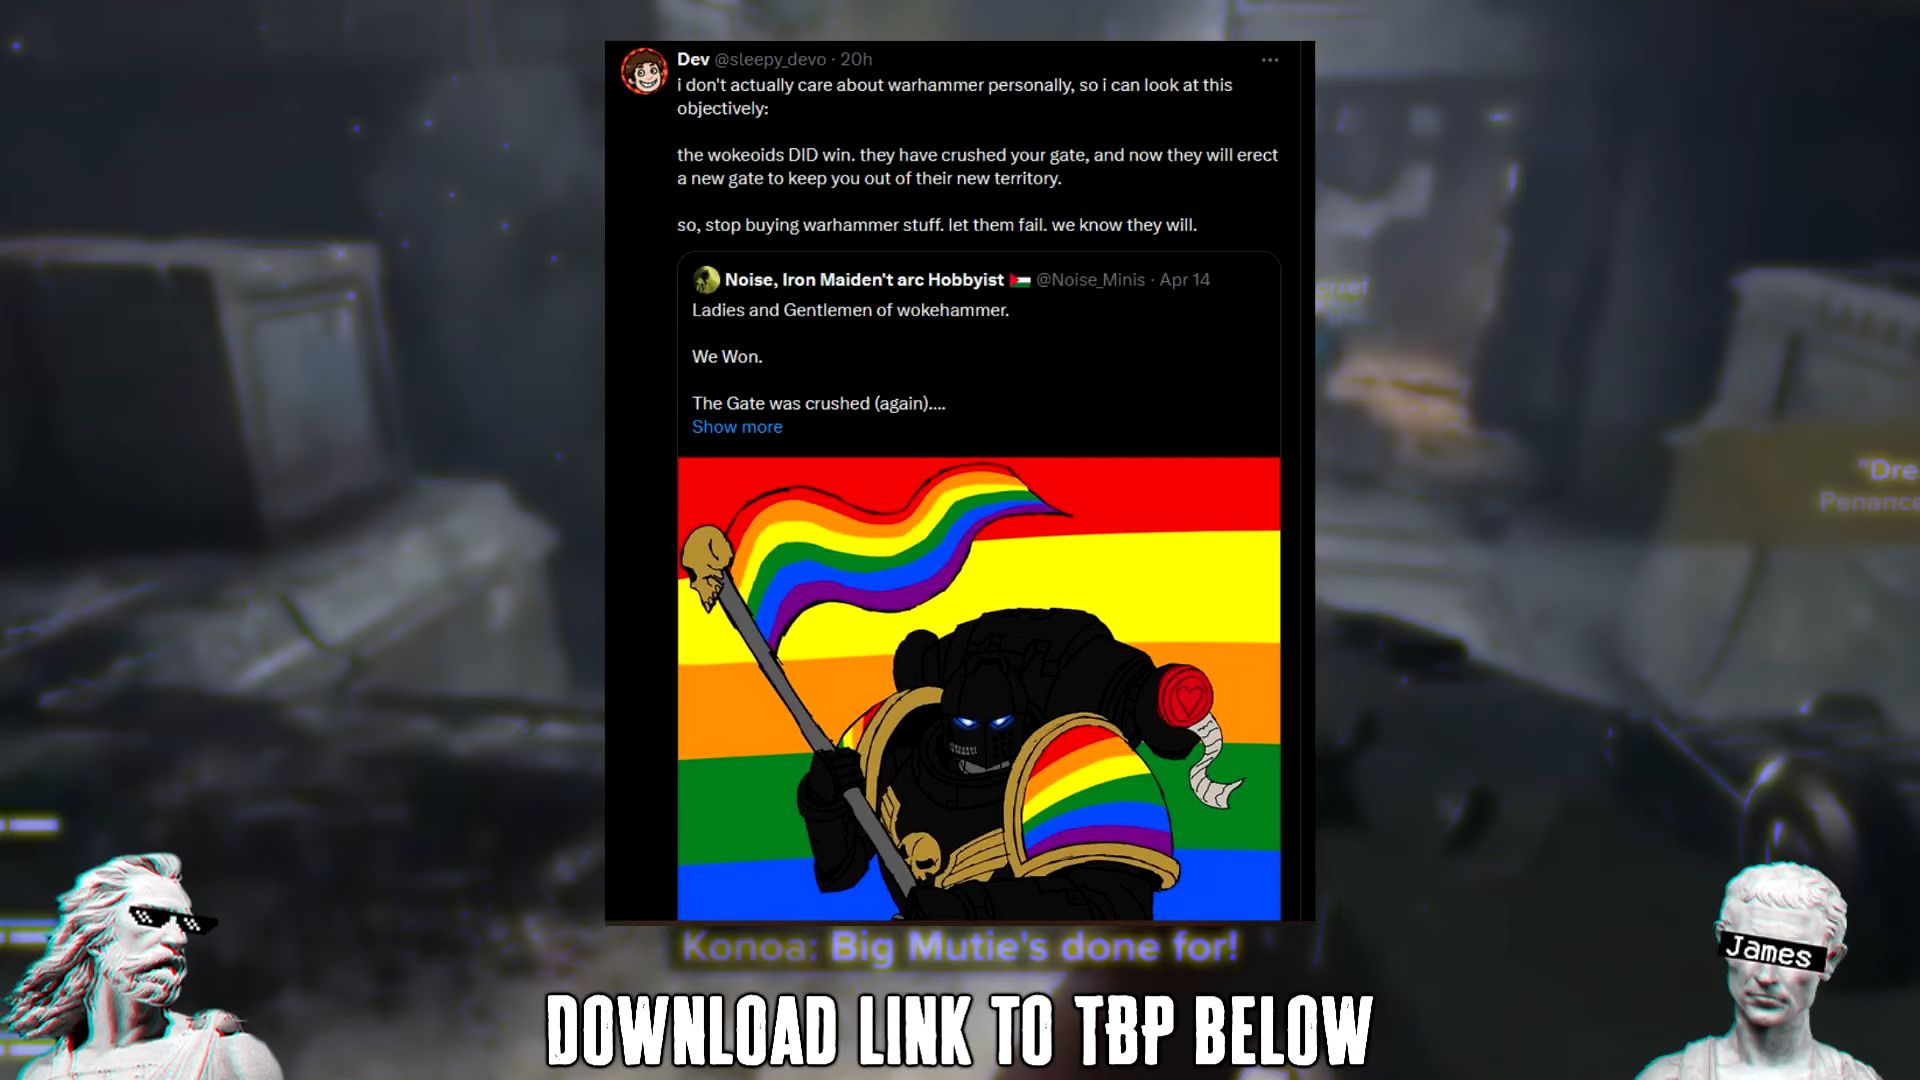 Dev @sleepy_devo · 20h
i don't actually care about warhammer personally, so i can look at this
objectively:
the wokeoids DID win. they have crushed your gate, and now they will erect
a new gate to keep you out of their new territory.
so, stop buying warhammer stuff. let them fail. we know they will.
Noise, Iron Maiden't arc Hobbyist 🇵🇸 @Noise_Minis · Apr 14
Ladies and Gentlemen of wokehammer.
We Won.
The Gate was crushed (again)....
Show more
"Dre
Penance
Konoa: Big Mutie's done for!
James
DOWNLOAD LINK TO TBP BELOW